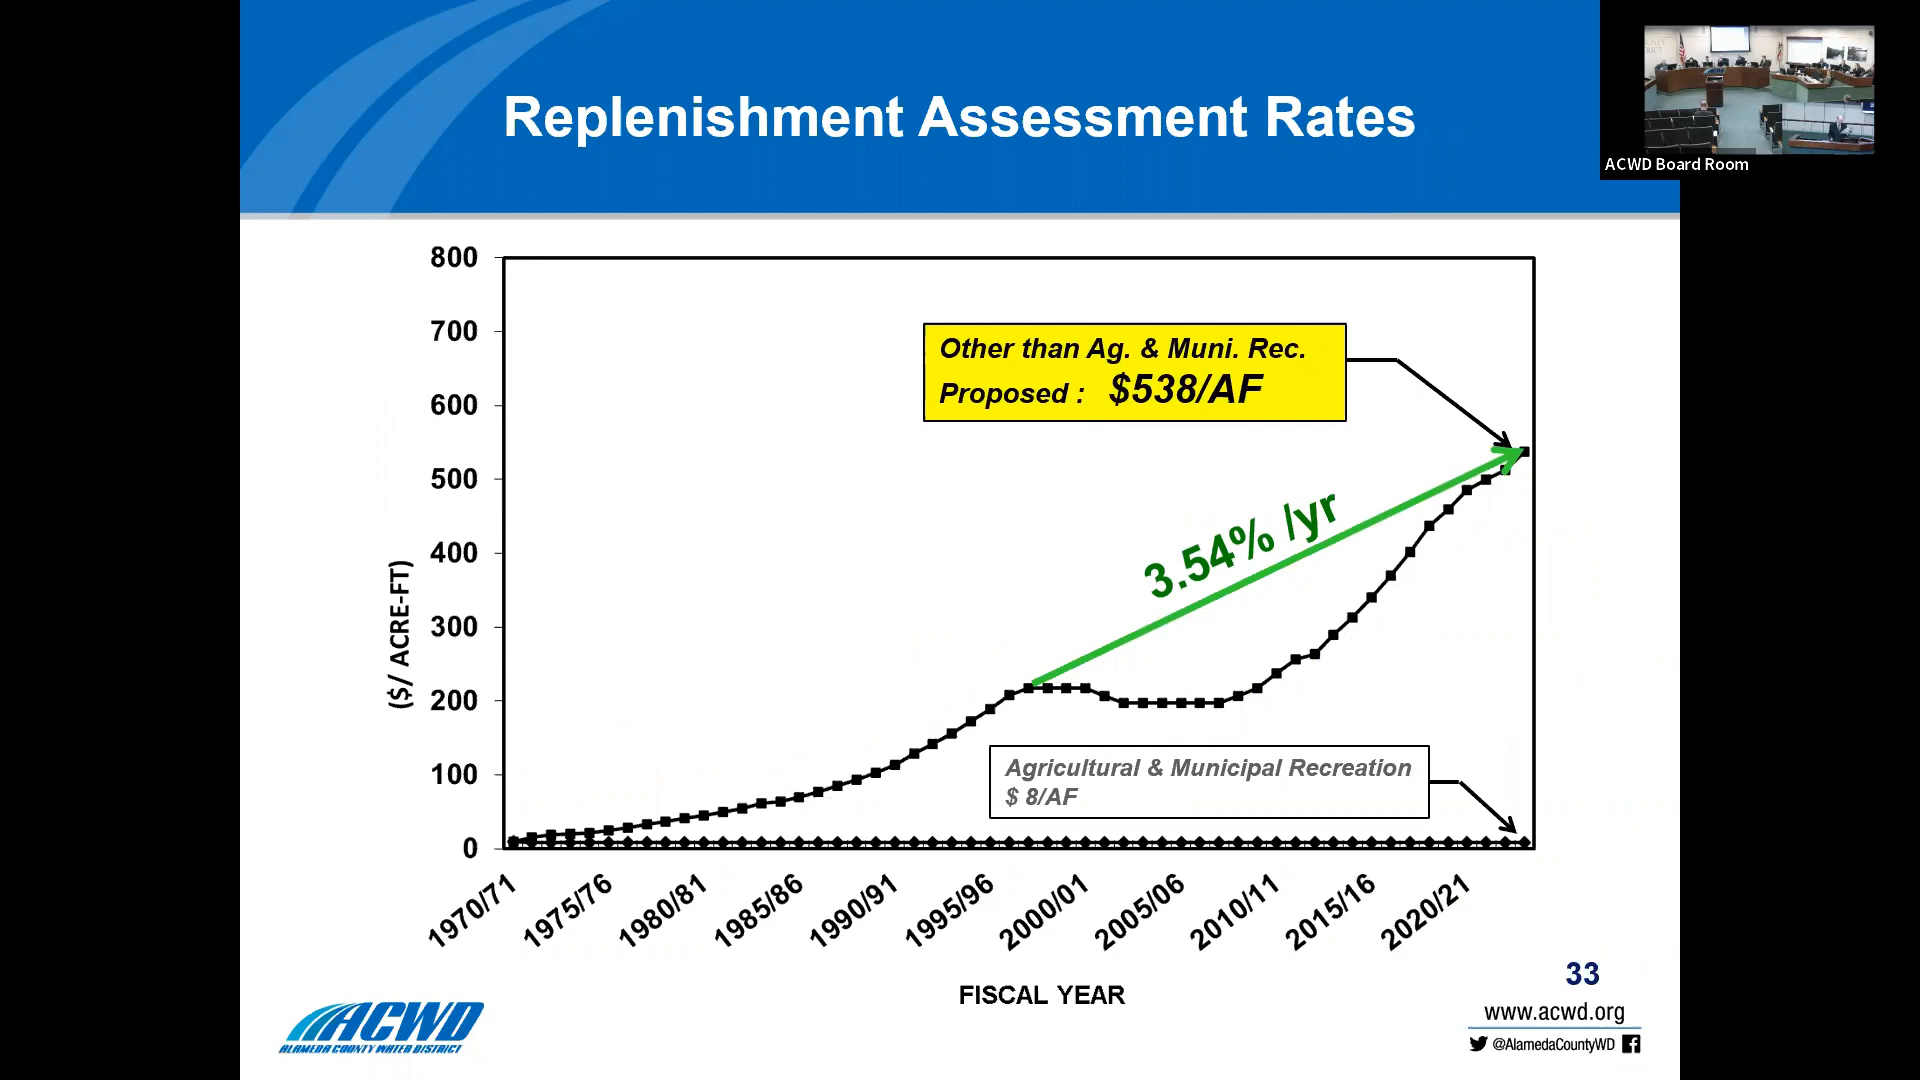 Replenishment Assessment Rates
ACWD Board Room
800
700
600
500
400
300
200
100
0
($/ ACRE-FT)
Other than Ag. & Muni. Rec.
Proposed : $538/AF
3.54% /yr
Agricultural & Municipal Recreation
$ 8/AF
1970/71
1975/76
1980/81
1985/86
1990/91
1995/96
2000/01
2005/06
2010/11
2015/16
2020/21
FISCAL YEAR
33
www.acwd.org
@AlamedaCountyWD
ACWD
ALAMEDA COUNTY WATER DISTRICT